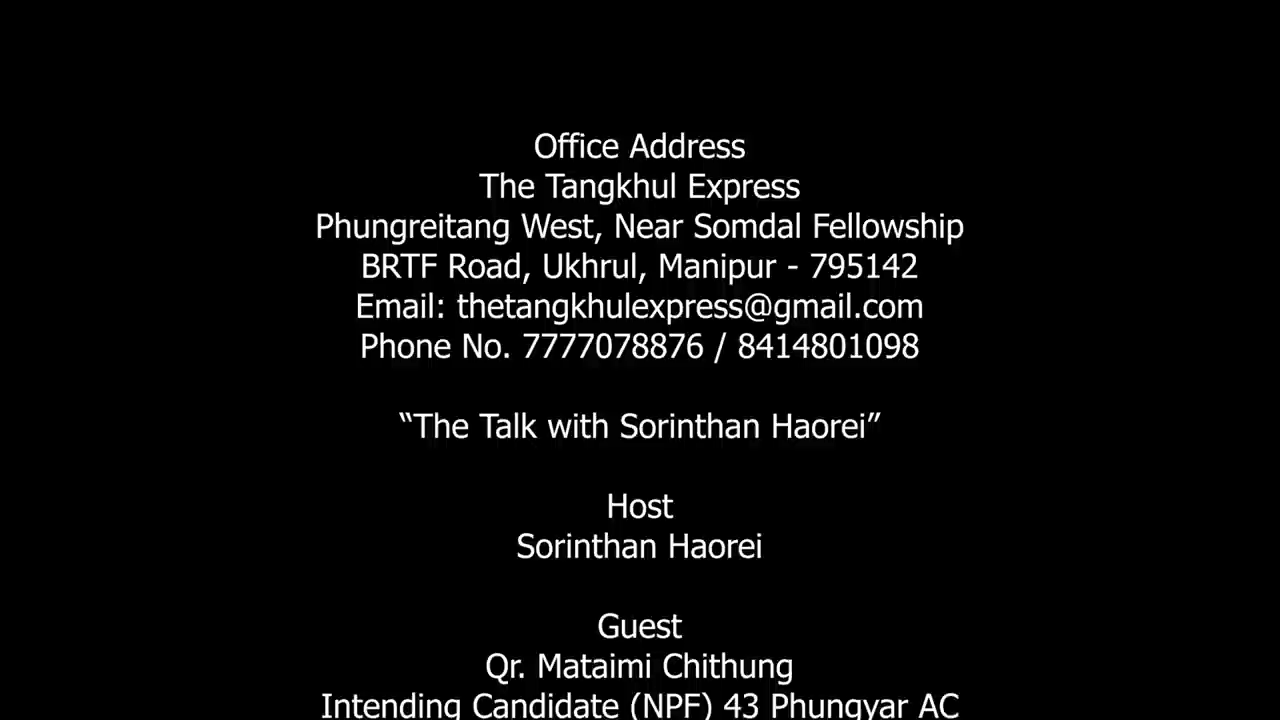 Office Address
The Tangkhul Express
Phungreitang West, Near Somdal Fellowship
BRTF Road, Ukhrul, Manipur - 795142
Email: thetangkhulexpress@gmail.com
Phone No. 7777078876 / 8414801098
“The Talk with Sorinthan Haorei”
Host
Sorinthan Haorei
Guest
Qr. Mataimi Chithung
Intending Candidate (NPF) 43 Phungyar AC